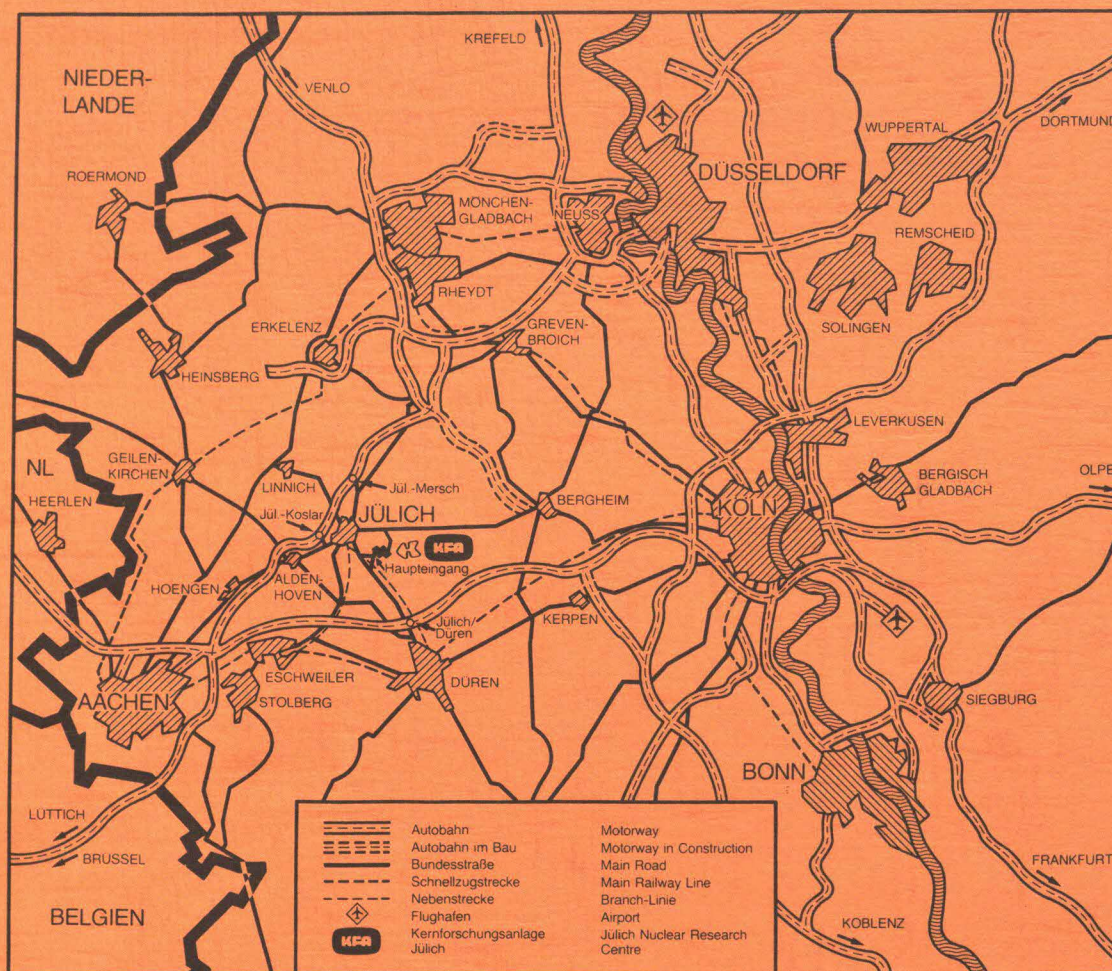 KREFELD
NIEDER-
LANDE
VENLO
WUPPERTAL
DORTMUND
DÜSSELDORF
ROERMOND
MÖNCHEN-
GLADBACH
NEUSS
REMSCHEID
RHEYDT
SOLINGEN
ERKELENZ
GREVEN-
BROICH
HEINSBERG
LEVERKUSEN
GEILEN-
KIRCHEN
NL
LINNICH
BERGISCH
GLADBACH
OLPE
HEERLEN
Jül.-Mersch
BERGHEIM
KÖLN
JÜLICH
Jül.-Koslar
KFA
Haupteingang
HOENGEN
ALDEN-
HOVEN
KERPEN
Jülich/
Düren
ESCHWEILER
DÜREN
AACHEN
STOLBERG
SIEGBURG
BONN
LÜTTICH
BRÜSSEL
FRANKFURT
BELGIEN
KOBLENZ
Autobahn Motorway
Autobahn im Bau Motorway in Construction
Bundesstraße Main Road
Schnellzugstrecke Main Railway Line
Nebenstrecke Branch-Linie
Flughafen Airport
KFA Kernforschungsanlage Jülich Nuclear Research
Jülich Centre